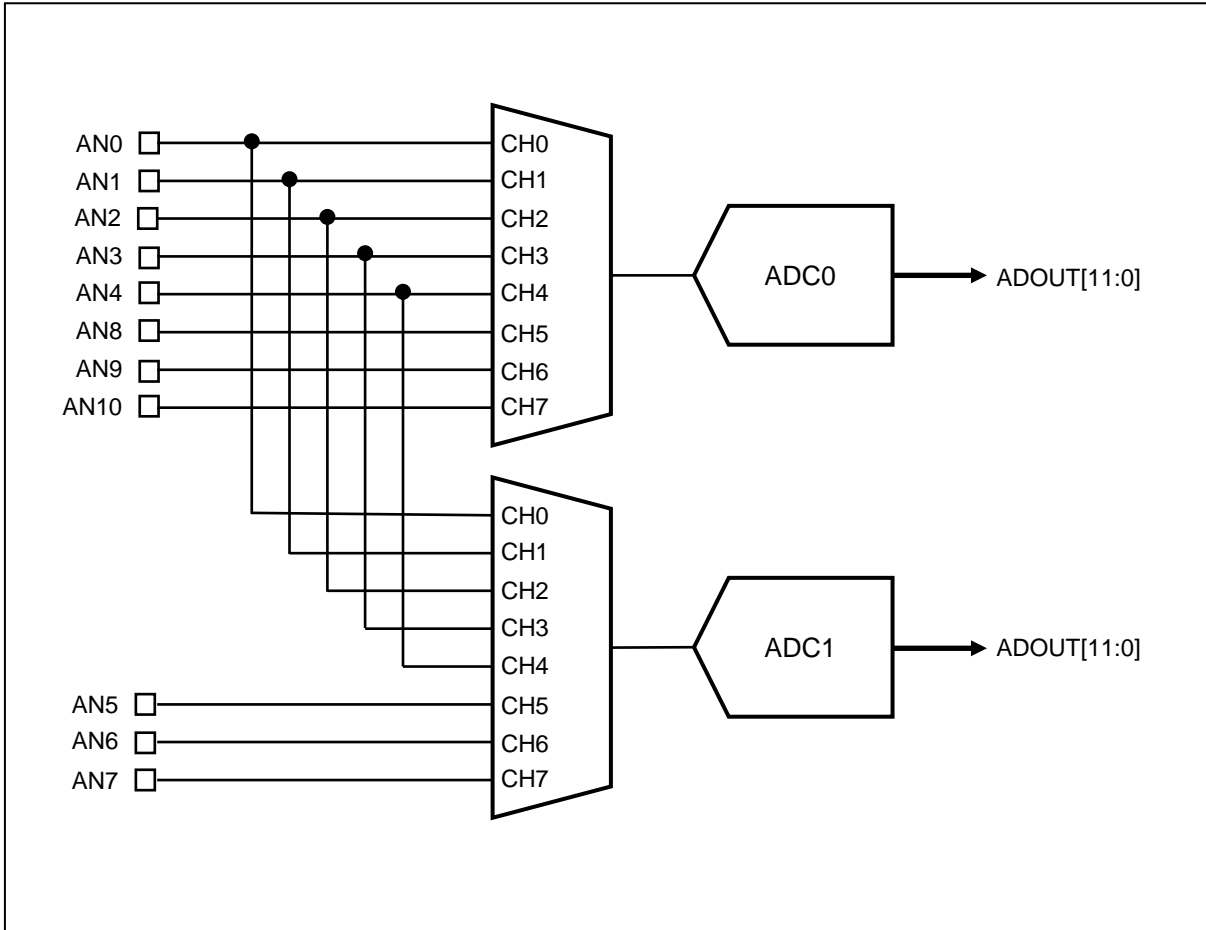 AN0
AN1
AN2
AN3
AN4
AN8
AN9
AN10
CH0
CH1
CH2
CH3
CH4
CH5
CH6
CH7
ADC0
ADOUT[11:0]
AN5
AN6
AN7
CH0
CH1
CH2
CH3
CH4
CH5
CH6
CH7
ADC1
ADOUT[11:0]